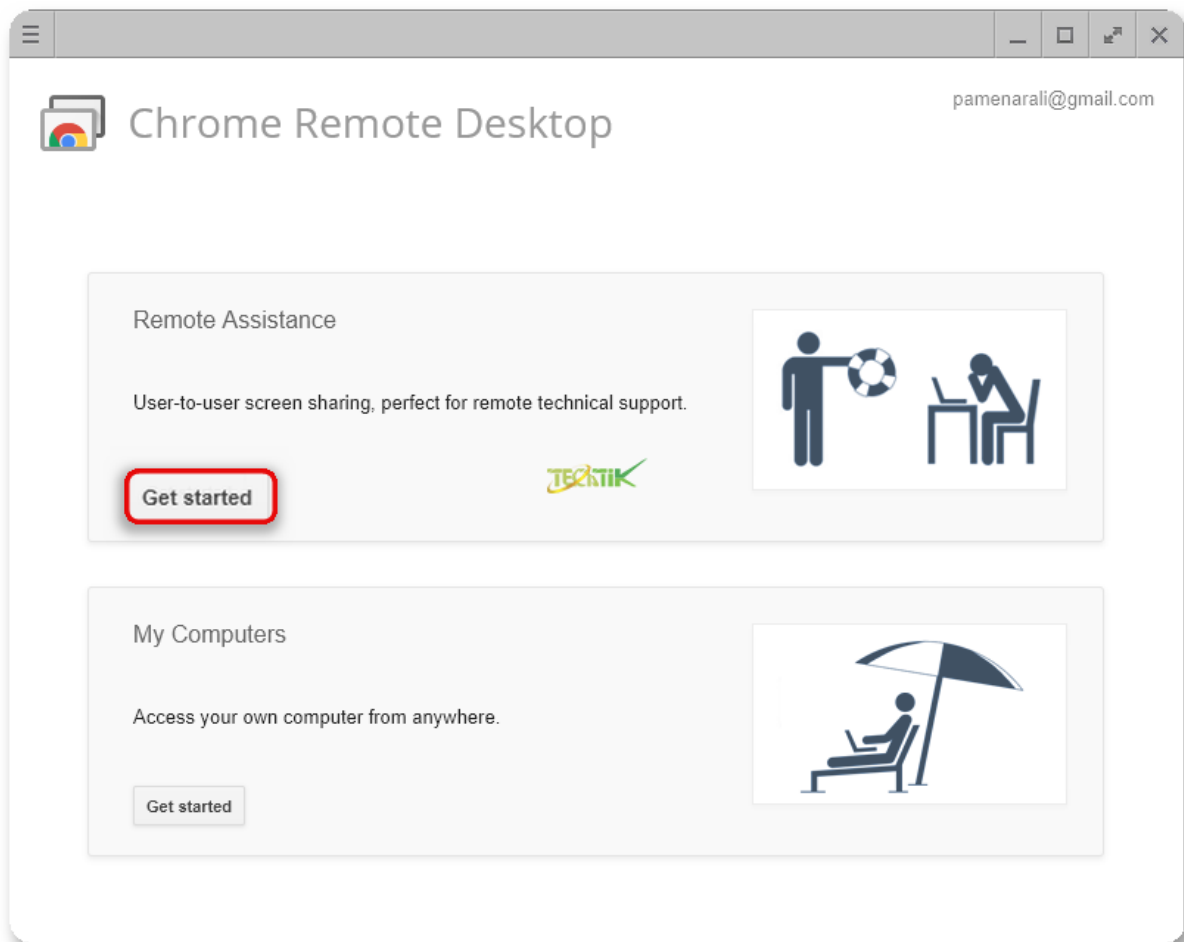 pamenarali@gmail.com
Chrome Remote Desktop
Remote Assistance
User-to-user screen sharing, perfect for remote technical support.
TECHTIK
Get started
My Computers
Access your own computer from anywhere.
Get started